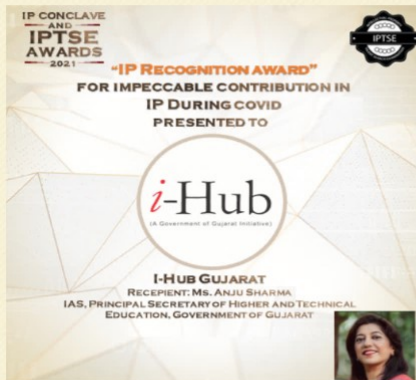 IP CONCLAVE
AND
IPTSE
AWARDS
2021
IPTSE
"IP RECOGNITION AWARD"
FOR IMPECCABLE CONTRIBUTION IN
IP DURING COVID
PRESENTED TO
i-Hub
(A Government of Gujarat Initiative)
I-HUB GUJARAT
RECEPIENT: MS. ANJU SHARMA
IAS, PRINCIPAL SECRETARY OF HIGHER AND TECHNICAL
EDUCATION, GOVERNMENT OF GUJARAT